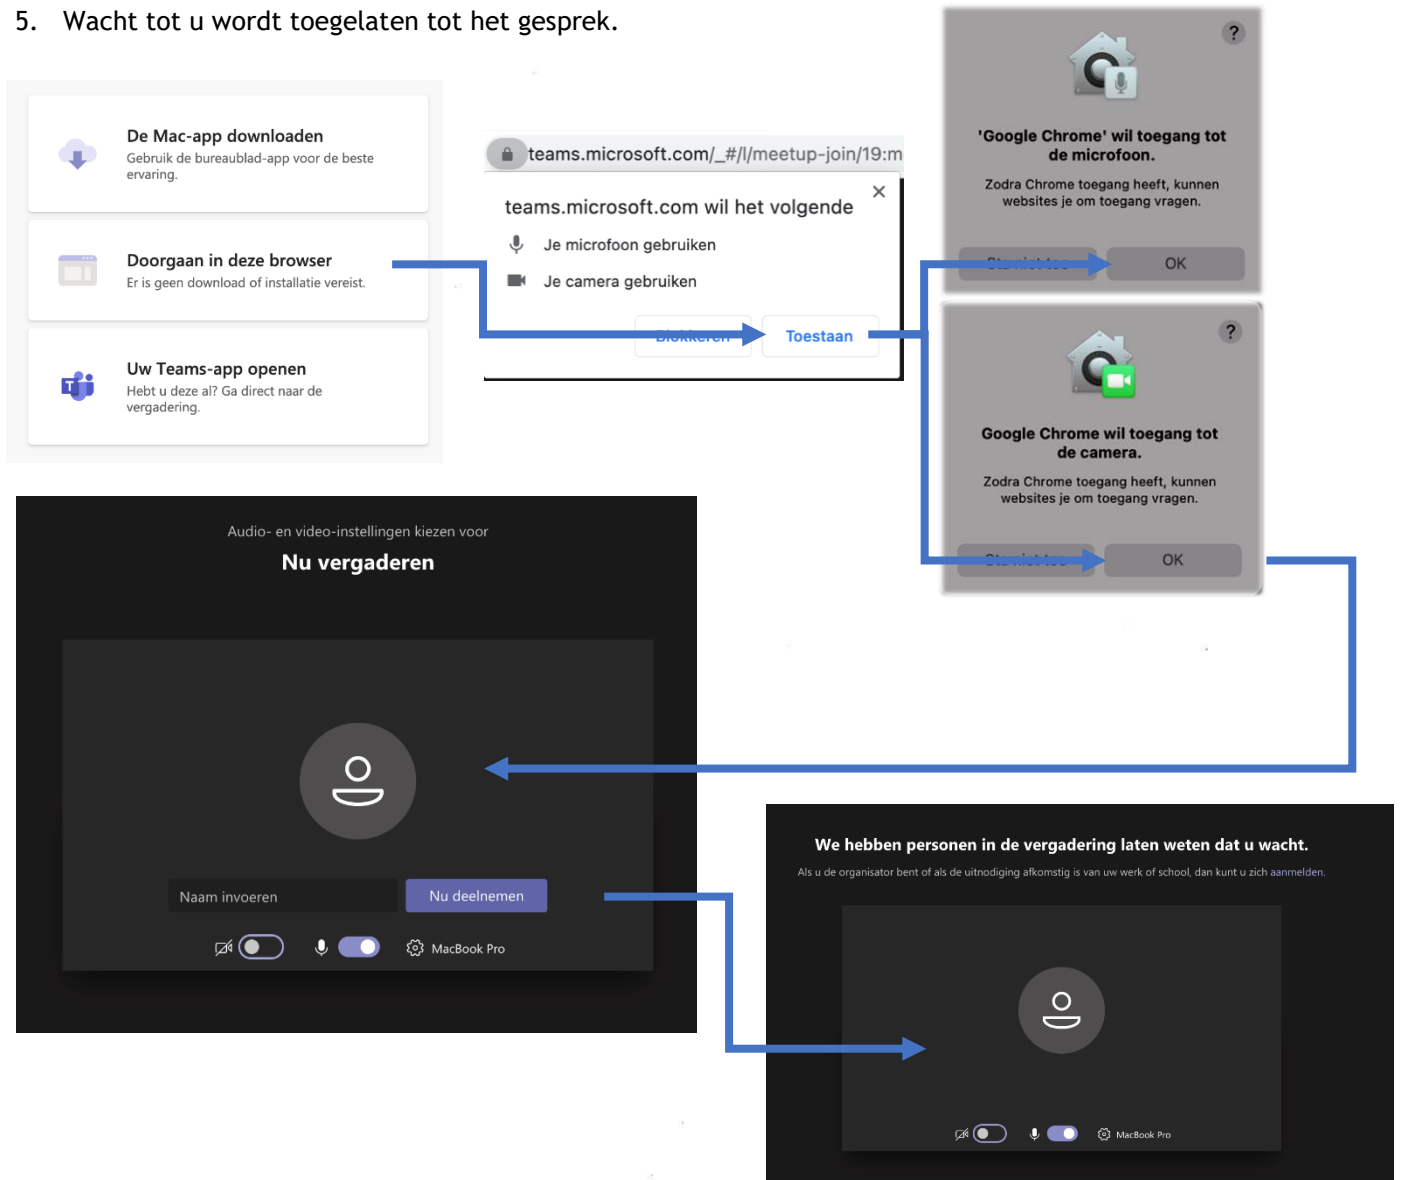 5. Wacht tot u wordt toegelaten tot het gesprek.
De Mac-app downloaden
Gebruik de bureaublad-app voor de beste
ervaring.
Doorgaan in deze browser
Er is geen download of installatie vereist.
Uw Teams-app openen
Hebt u deze al? Ga direct naar de
vergadering.
teams.microsoft.com/_#/l/meetup-join/19:m
teams.microsoft.com wil het volgende
Je microfoon gebruiken
Je camera gebruiken
Blokkeren
Toestaan
?
'Google Chrome' wil toegang tot
de microfoon.
Zodra Chrome toegang heeft, kunnen
websites je om toegang vragen.
Sta niet toe
OK
?
Google Chrome wil toegang tot
de camera.
Zodra Chrome toegang heeft, kunnen
websites je om toegang vragen.
Sta niet toe
OK
Audio- en video-instellingen kiezen voor
Nu vergaderen
Naam invoeren
Nu deelnemen
MacBook Pro
We hebben personen in de vergadering laten weten dat u wacht.
Als u de organisator bent of als de uitnodiging afkomstig is van uw werk of school, dan kunt u zich aanmelden.
MacBook Pro